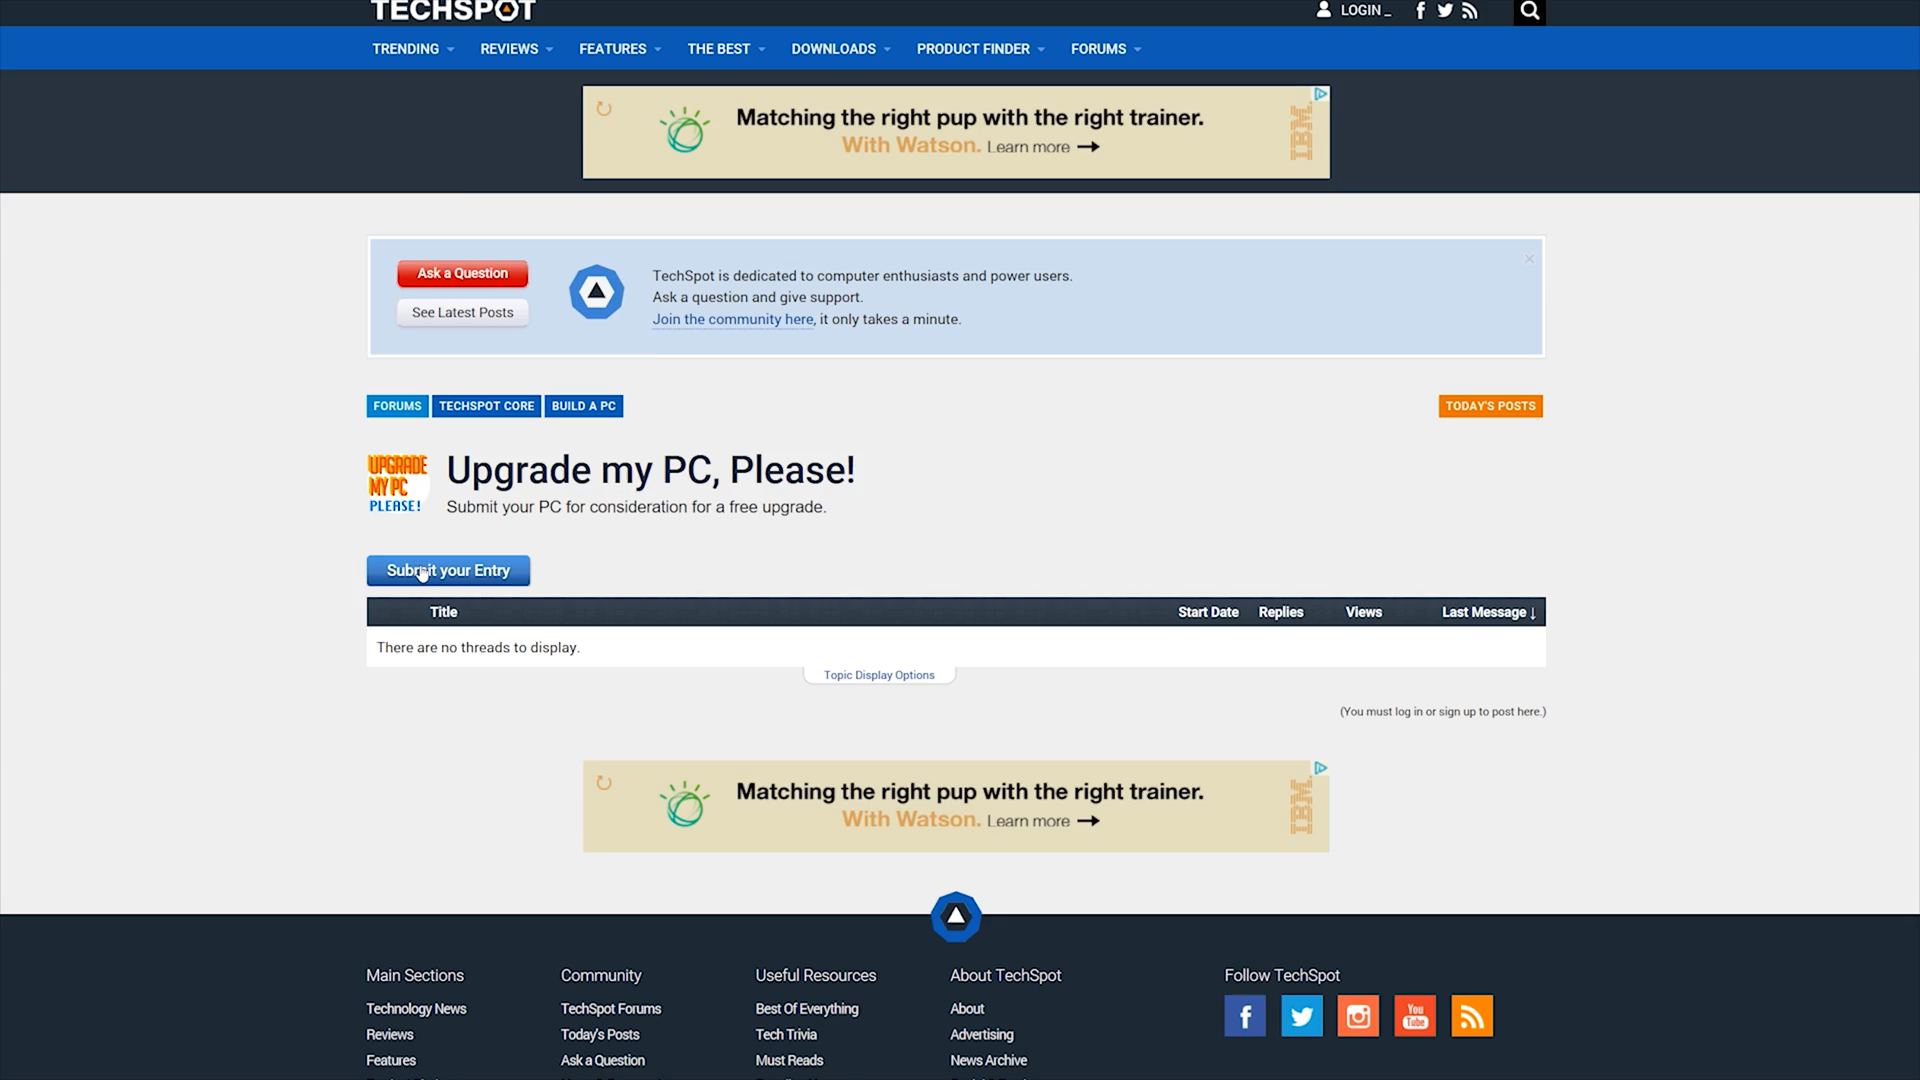 TECHSPOT
LOGIN _
TRENDING REVIEWS FEATURES THE BEST DOWNLOADS PRODUCT FINDER FORUMS
Matching the right pup with the right trainer.
With Watson. Learn more →
IBM
Ask a Question
See Latest Posts
TechSpot is dedicated to computer enthusiasts and power users.
Ask a question and give support.
Join the community here, it only takes a minute.
FORUMS TECHSPOT CORE BUILD A PC TODAY'S POSTS
UPGRADE
MY PC
PLEASE!
Upgrade my PC, Please!
Submit your PC for consideration for a free upgrade.
Submit your Entry
Title Start Date Replies Views Last Message ↓
There are no threads to display.
Topic Display Options
(You must log in or sign up to post here.)
Matching the right pup with the right trainer.
With Watson. Learn more →
IBM
Main Sections Community Useful Resources About TechSpot Follow TechSpot
Technology News TechSpot Forums Best Of Everything About
Reviews Today's Posts Tech Trivia Advertising
Features Ask a Question Must Reads News Archive
You
Tube